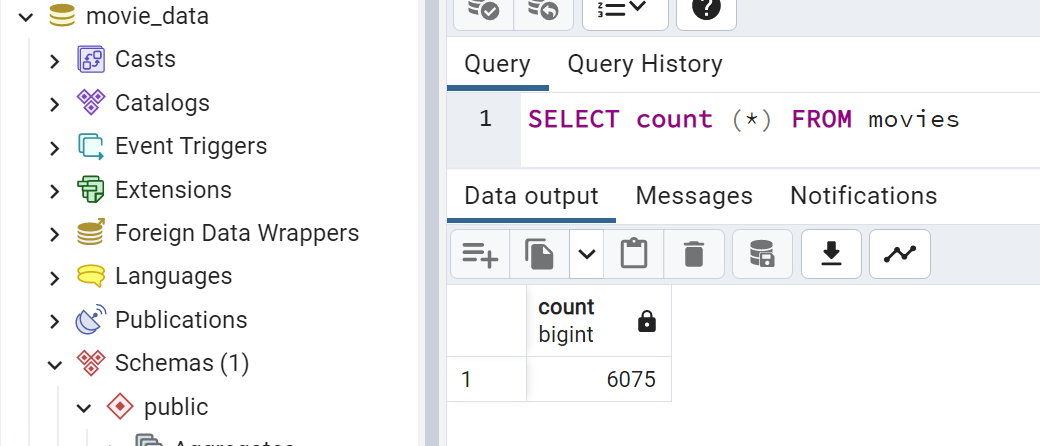 movie_data
Casts
Catalogs
Event Triggers
Extensions
Foreign Data Wrappers
Languages
Publications
Schemas (1)
public
Aggregates
Query Query History
1 SELECT count (*) FROM movies
Data output Messages Notifications
count
bigint
1 6075